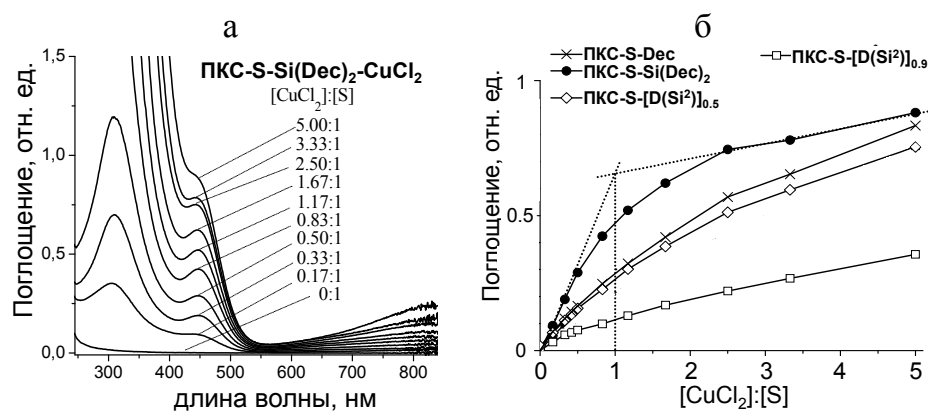 а
ПКС-S-Si(Dec)₂-CuCl₂
[CuCl₂]:[S]
5.00:1
3.33:1
2.50:1
1.67:1
1.17:1
0.83:1
0.50:1
0.33:1
0.17:1
0:1
Поглощение, отн. ед.
1.5
1.0
0.5
0,0
300
400
500
600
700
800
длина волны, нм
б
ПКС-S-Dec
ПКС-S-Si(Dec)₂
ПКС-S-[D(Si²)]₀.₅
ПКС-S-[D(Si²)]₀.₉
Поглощение, отн. ед.
1
0.5
0
0
1
2
3
4
5
[CuCl₂]:[S]